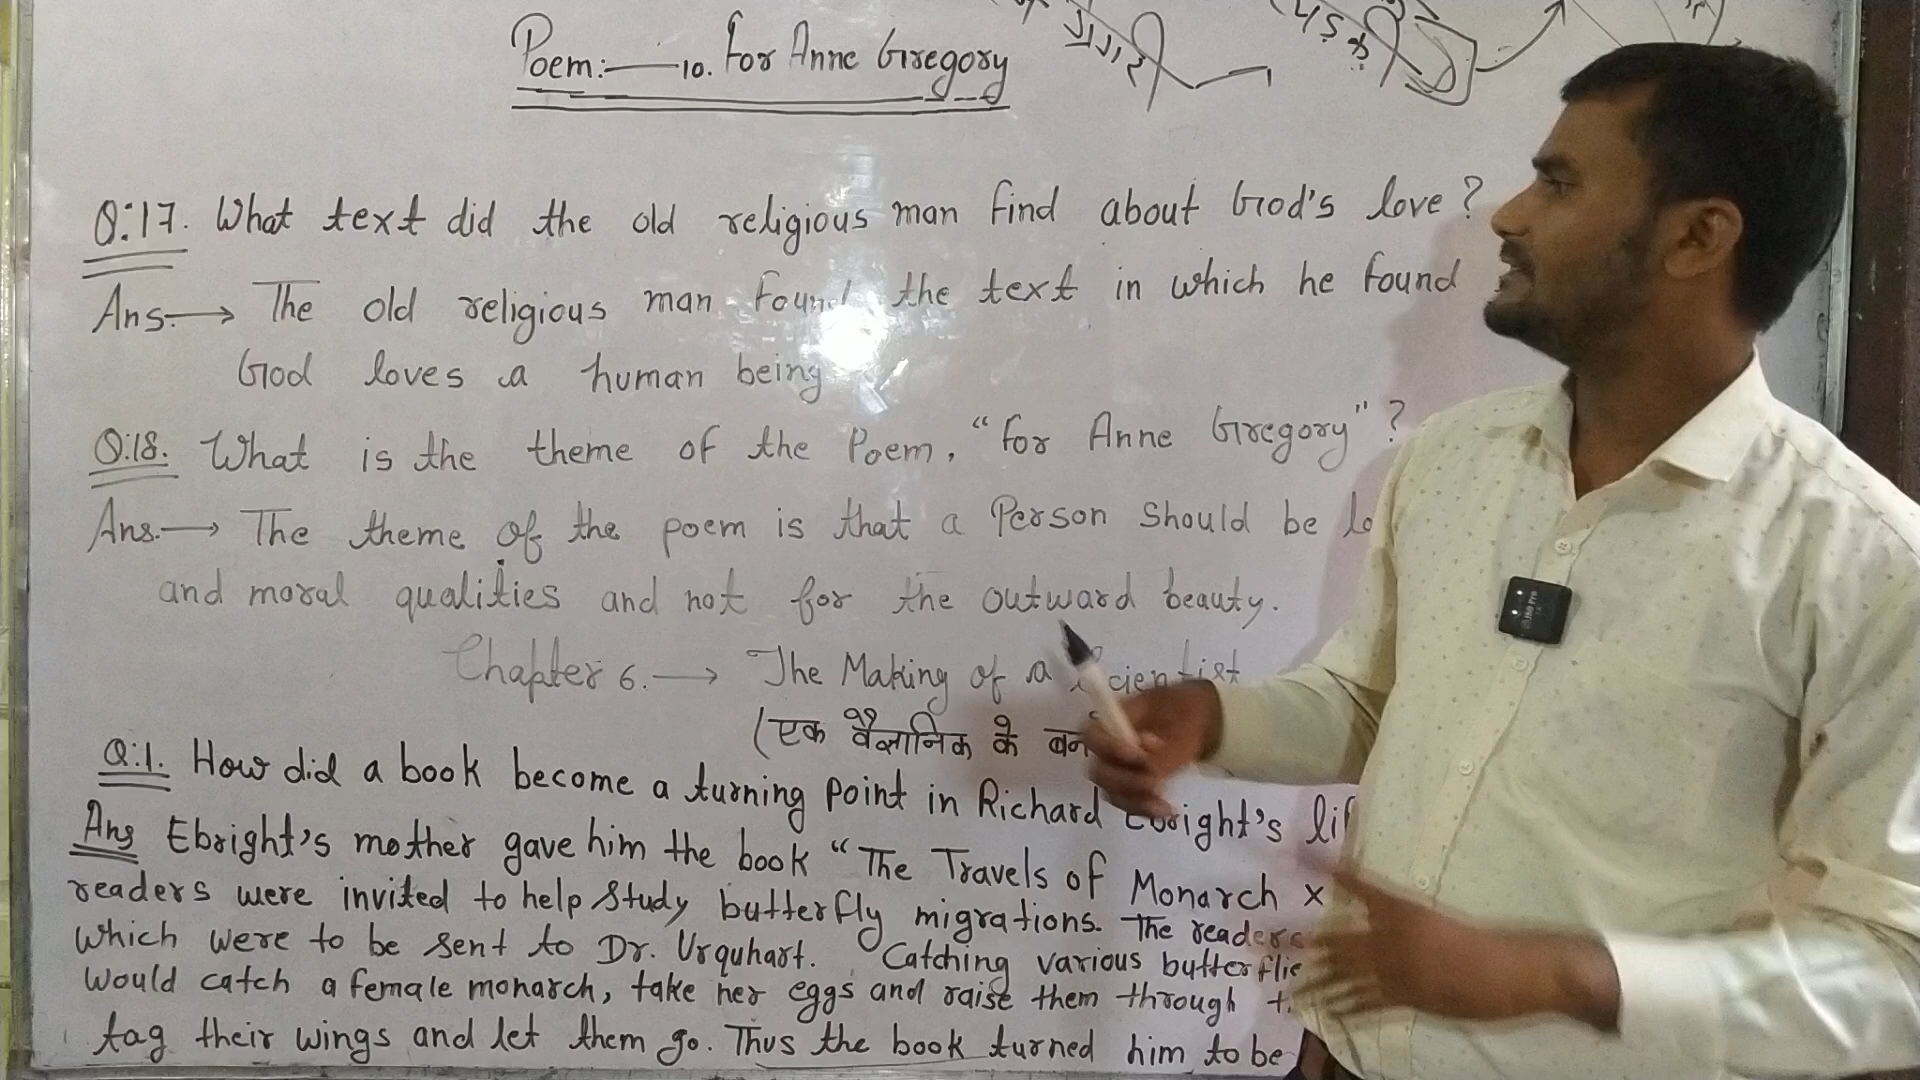 Poem:— 10. For Anne Gregory
Q:17. What text did the old religious man find about God's love?
Ans.→ The old religious man found the text in which he found
God loves a human being
Q:18. What is the theme of the Poem, "For Anne Gregory"?
Ans.→ The theme of the poem is that a Person should be lo
and moral qualities and not for the outward beauty.
Chapter 6.→ The Making of a Scientist
(एक वैज्ञानिक के बन
Q:1. How did a book become a turning point in Richard Ebright's lif
Ans Ebright's mother gave him the book "The Travels of Monarch x
readers were invited to help study butterfly migrations. The readers
which were to be sent to Dr. Urquhart. Catching various butterflie
would catch a female monarch, take her eggs and raise them through t
tag their wings and let them go. Thus the book turned him to be